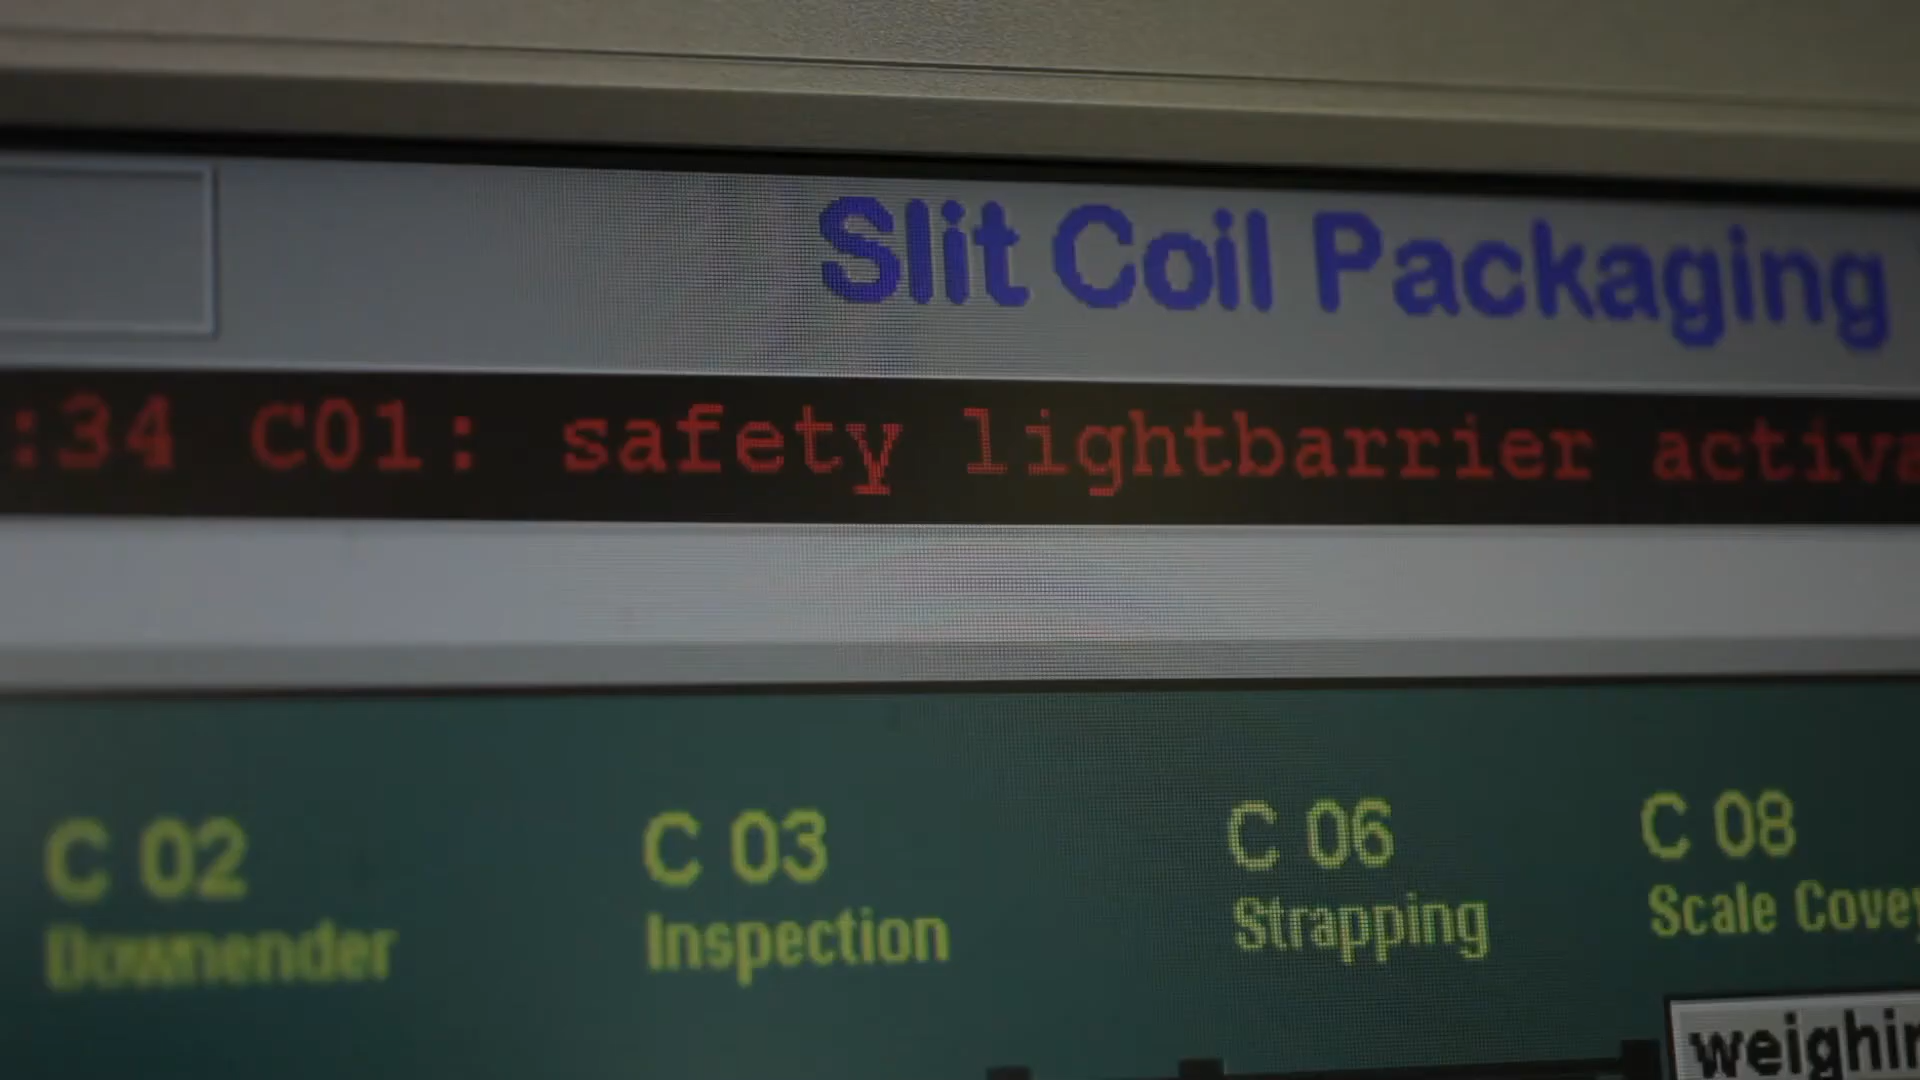 Slit Coil Packaging
:34 C01: safety lightbarrier activa
C 02 C 03 C 06 C 08
Downender Inspection Strapping Scale Covey
weighin